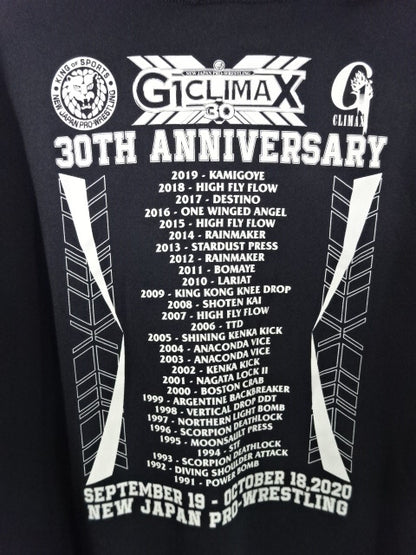 KING OF SPORTS
NEW JAPAN PRO-WRESTLING
NEW JAPAN PRO-WRESTLING
G1 CLIMAX
30
G1
CLIMAX
30TH ANNIVERSARY
2019 - KAMIGOYE
2018 - HIGH FLY FLOW
2017 - DESTINO
2016 - ONE WINGED ANGEL
2015 - HIGH FLY FLOW
2014 - RAINMAKER
2013 - STARDUST PRESS
2012 - RAINMAKER
2011 - BOMAYE
2010 - LARIAT
2009 - KING KONG KNEE DROP
2008 - SHOTEN KAI
2007 - HIGH FLY FLOW
2006 - TTD
2005 - SHINING KENKA KICK
2004 - ANACONDA VICE
2003 - ANACONDA VICE
2002 - KENKA KICK
2001 - NAGATA LOCK II
2000 - BOSTON CRAB
1999 - ARGENTINE BACKBREAKER
1998 - VERTICAL DROP DDT
1997 - NORTHERN LIGHT BOMB
1996 - SCORPION DEATHLOCK
1995 - MOONSAULT PRESS
1994 - STF
1993 - SCORPION DEATHLOCK
1992 - DIVING SHOULDER ATTACK
1991 - POWER BOMB
SEPTEMBER 19 - OCTOBER 18,2020
NEW JAPAN PRO-WRESTLING